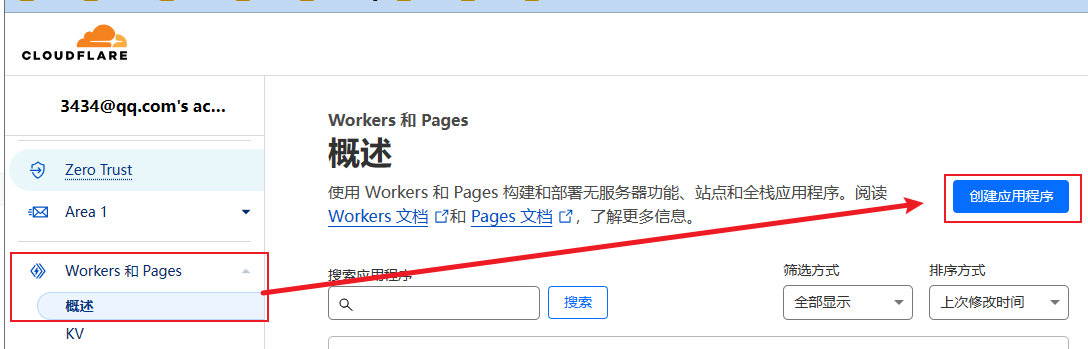 CLOUDFLARE
3434@qq.com's ac...
Zero Trust
Area 1
Workers 和 Pages
概述
KV
Workers 和 Pages
概述
使用 Workers 和 Pages 构建和部署无服务器功能、站点和全栈应用程序。阅读
Workers 文档 和 Pages 文档 ，了解更多信息。
创建应用程序
搜索应用程序
搜索
筛选方式
全部显示
排序方式
上次修改时间